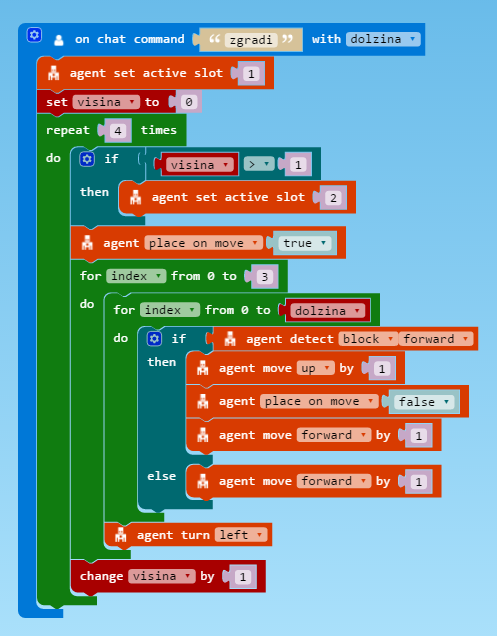 on chat command “ zgradi ” with dolzina
agent set active slot 1
set visina to 0
repeat 4 times
do if visina > 1
then agent set active slot 2
agent place on move true
for index from 0 to 3
do for index from 0 to dolzina
do if agent detect block forward
then agent move up by 1
agent place on move false
agent move forward by 1
else agent move forward by 1
agent turn left
change visina by 1